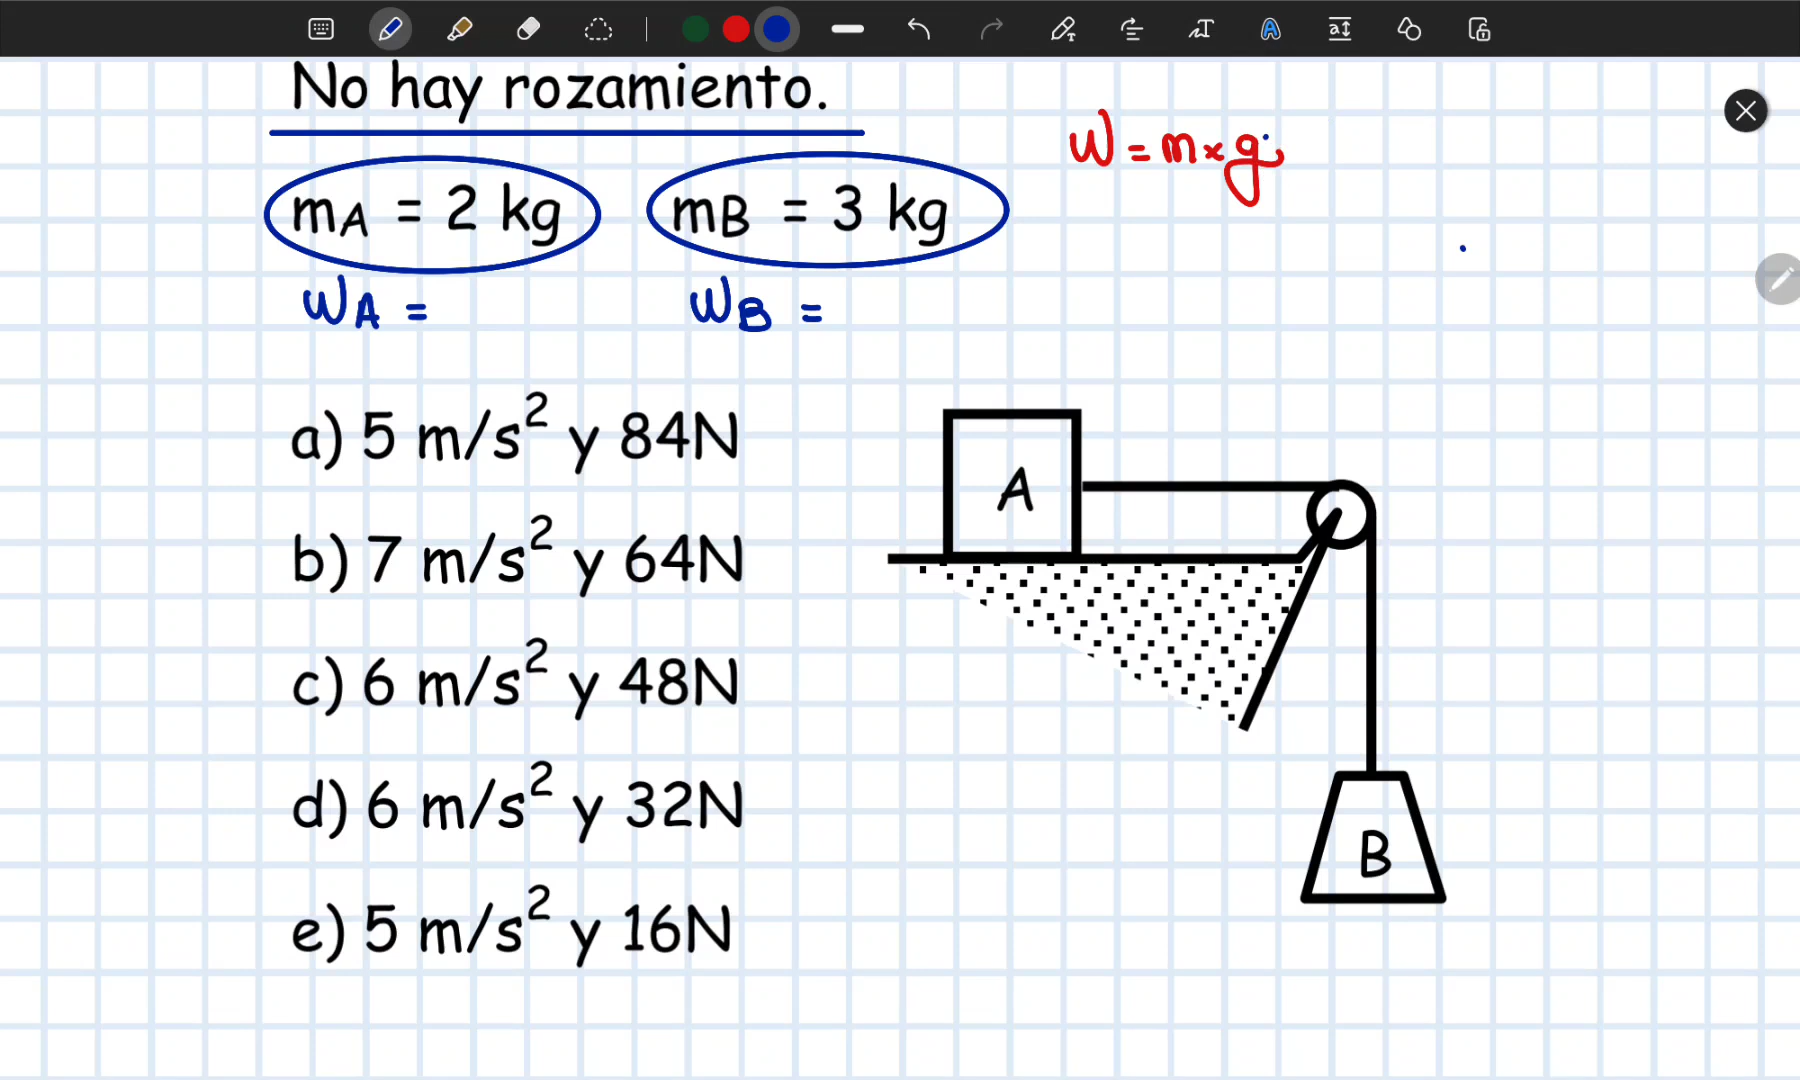 No hay rozamiento.
W = m × g
mA = 2 kg mB = 3 kg
WA = WB =
a) 5 m/s² y 84N
b) 7 m/s² y 64N
c) 6 m/s² y 48N
d) 6 m/s² y 32N
e) 5 m/s² y 16N
A
B